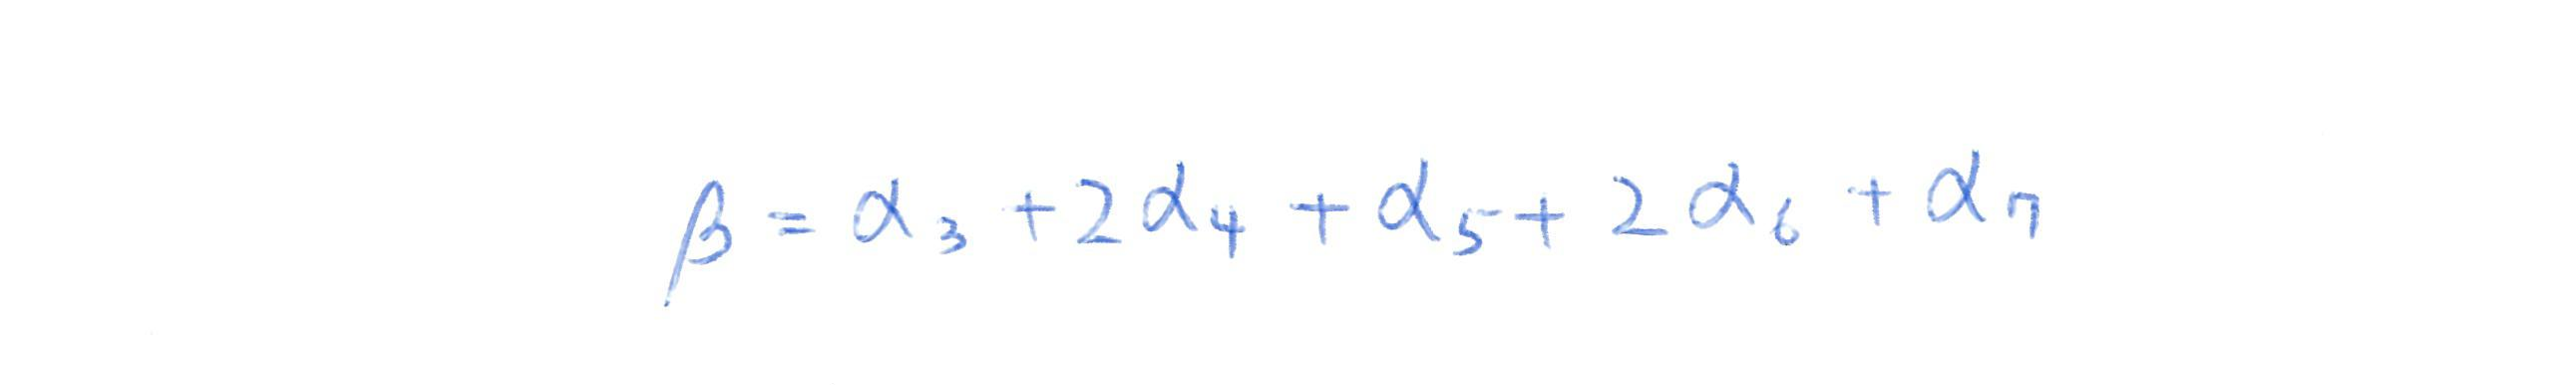 β = α₃ + 2α₄ + α₅ + 2α₆ + α₇